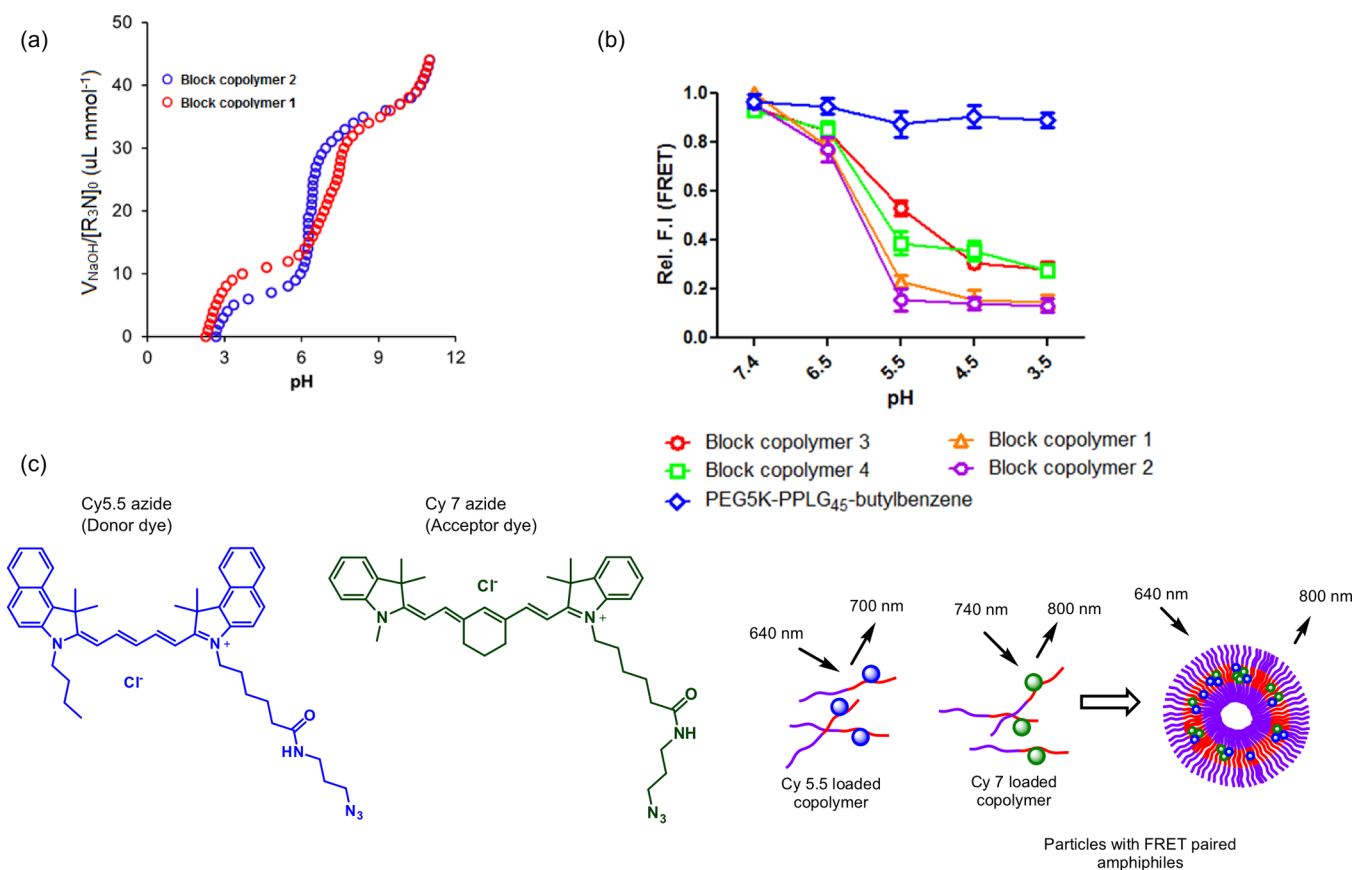 (a)
50
40
30
20
10
0
V_NaOH/[R₃N]₀ (uL mmol⁻¹)
Block copolymer 2
Block copolymer 1
0 3 6 9 12
pH
(b)
1.0
0.8
0.6
0.4
0.2
0.0
Rel. F.I (FRET)
7.4 6.5 5.5 4.5 3.5
pH
Block copolymer 3
Block copolymer 1
Block copolymer 4
Block copolymer 2
PEG5K-PPLG₄₅-butylbenzene
(c)
Cy5.5 azide
(Donor dye)
N
N
+
Cl⁻
O
HN
N₃
Cy 7 azide
(Acceptor dye)
Cl⁻
N
N
+
O
NH
N₃
640 nm
700 nm
Cy 5.5 loaded
copolymer
740 nm
800 nm
Cy 7 loaded
copolymer
640 nm
800 nm
Particles with FRET paired
amphiphiles